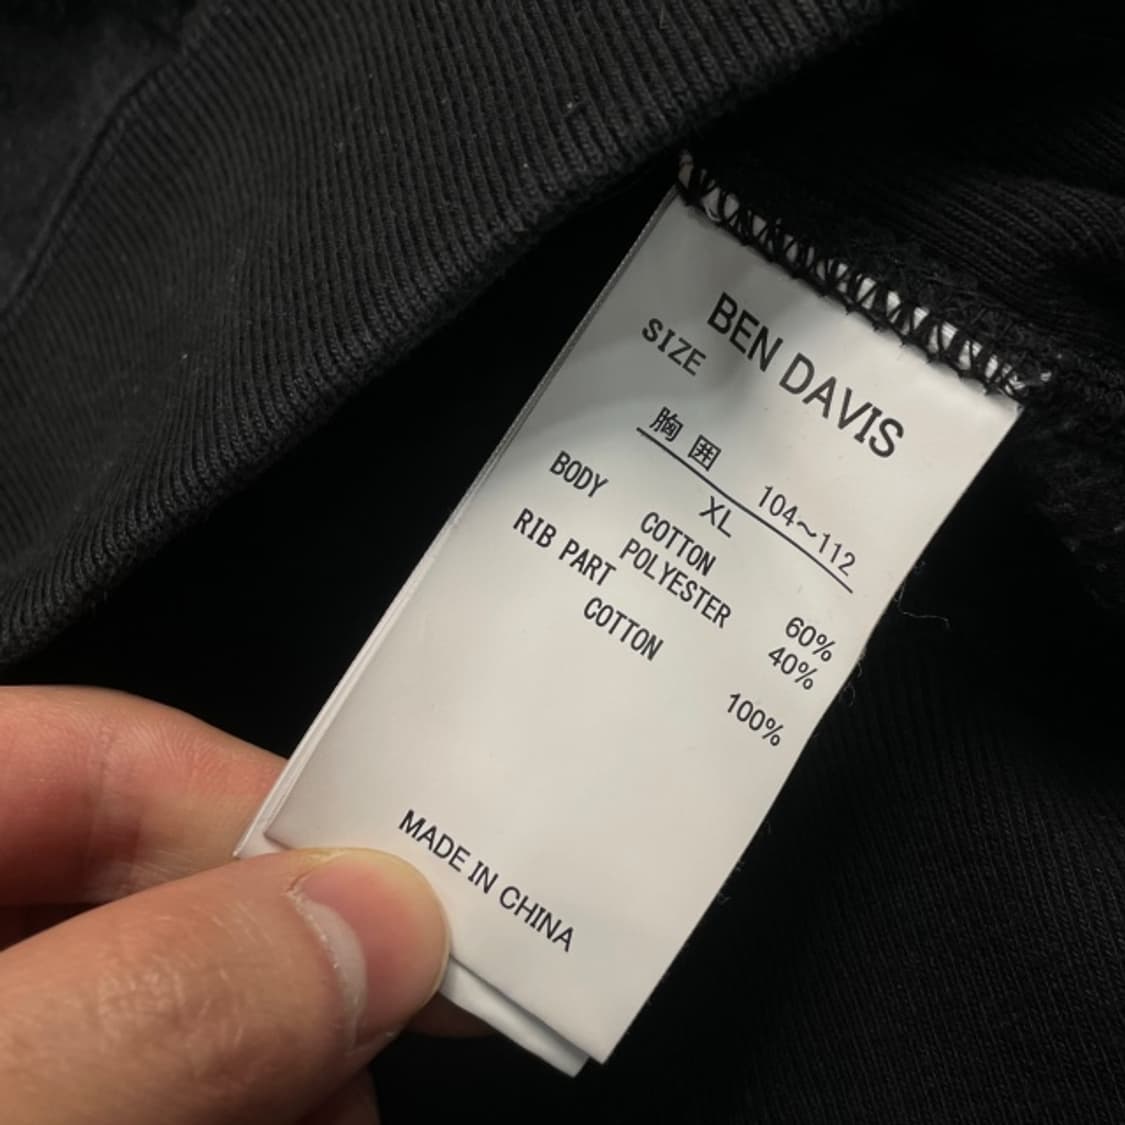 BEN DAVIS
SIZE
胸囲 104～112
XL
BODY
COTTON 60%
POLYESTER 40%
RIB PART
COTTON 100%
MADE IN CHINA